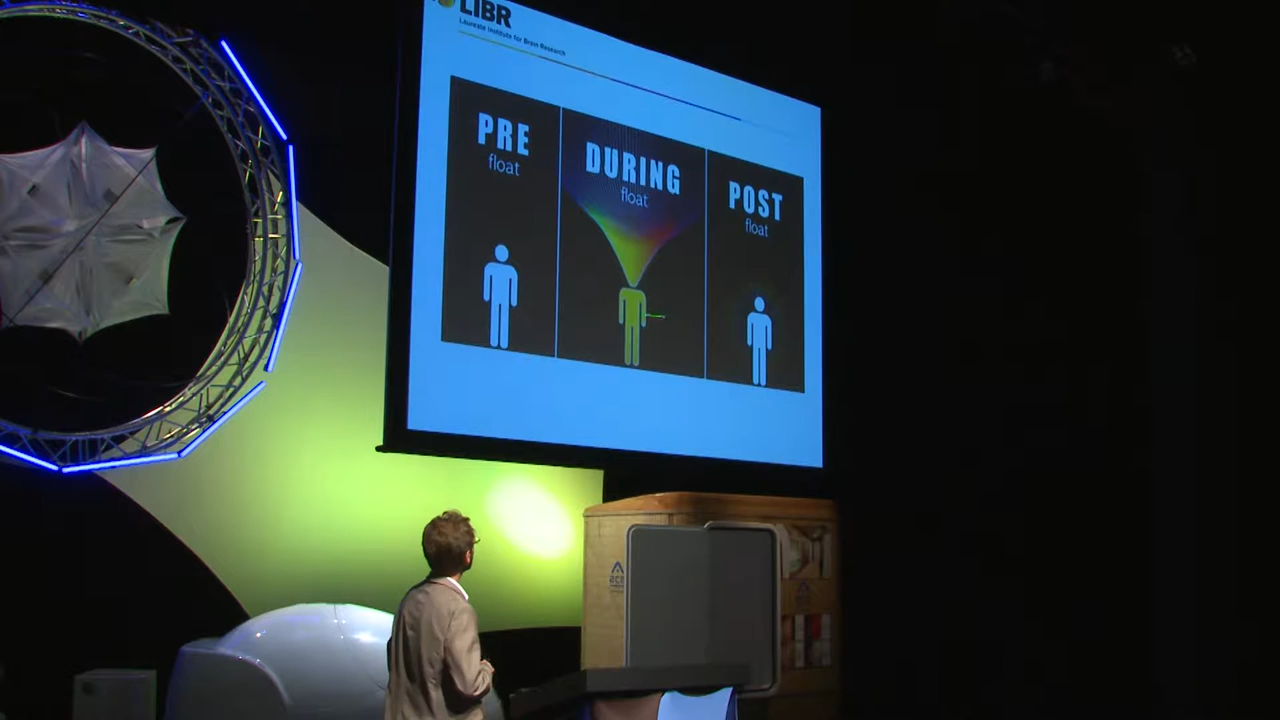 LIBR
Laureate Institute for Brain Research
PRE
float
DURING
float
POST
float